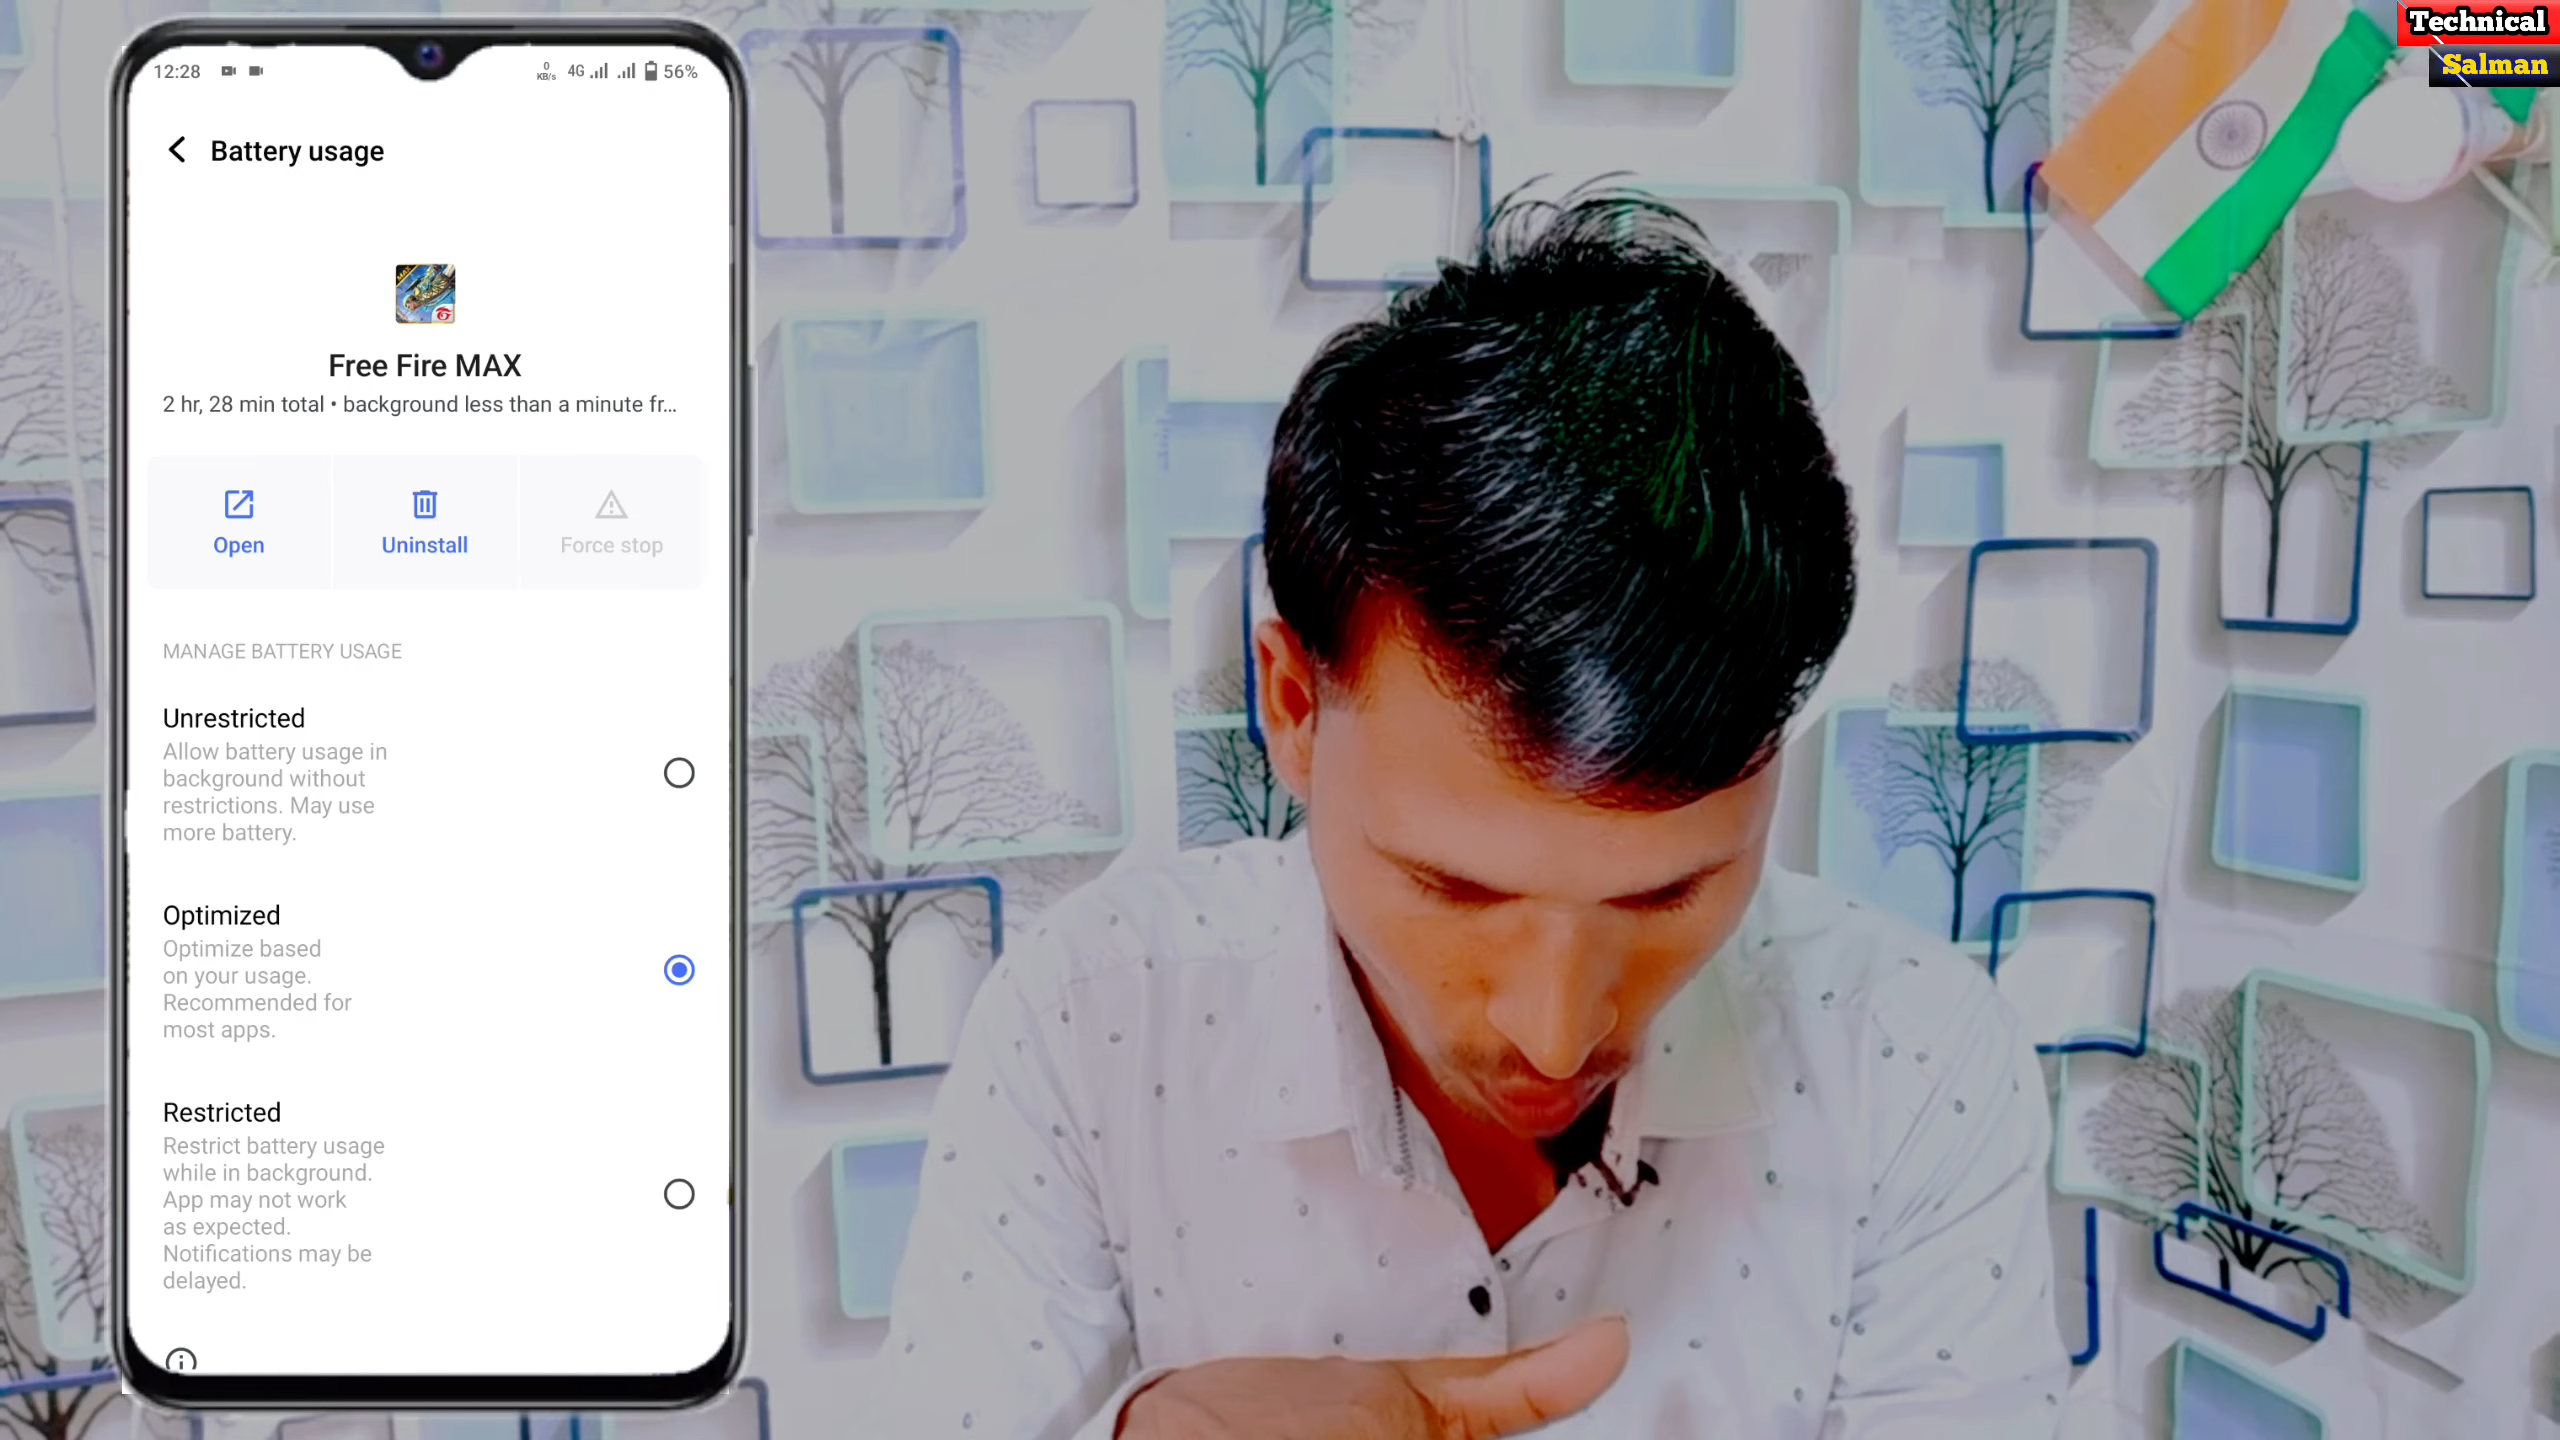 Technical
Salman
12:28
0
KB/s
4G
56%
Battery usage
MAX
Free Fire MAX
2 hr, 28 min total • background less than a minute fr...
Open
Uninstall
Force stop
MANAGE BATTERY USAGE
Unrestricted
Allow battery usage in
background without
restrictions. May use
more battery.
Optimized
Optimize based
on your usage.
Recommended for
most apps.
Restricted
Restrict battery usage
while in background.
App may not work
as expected.
Notifications may be
delayed.